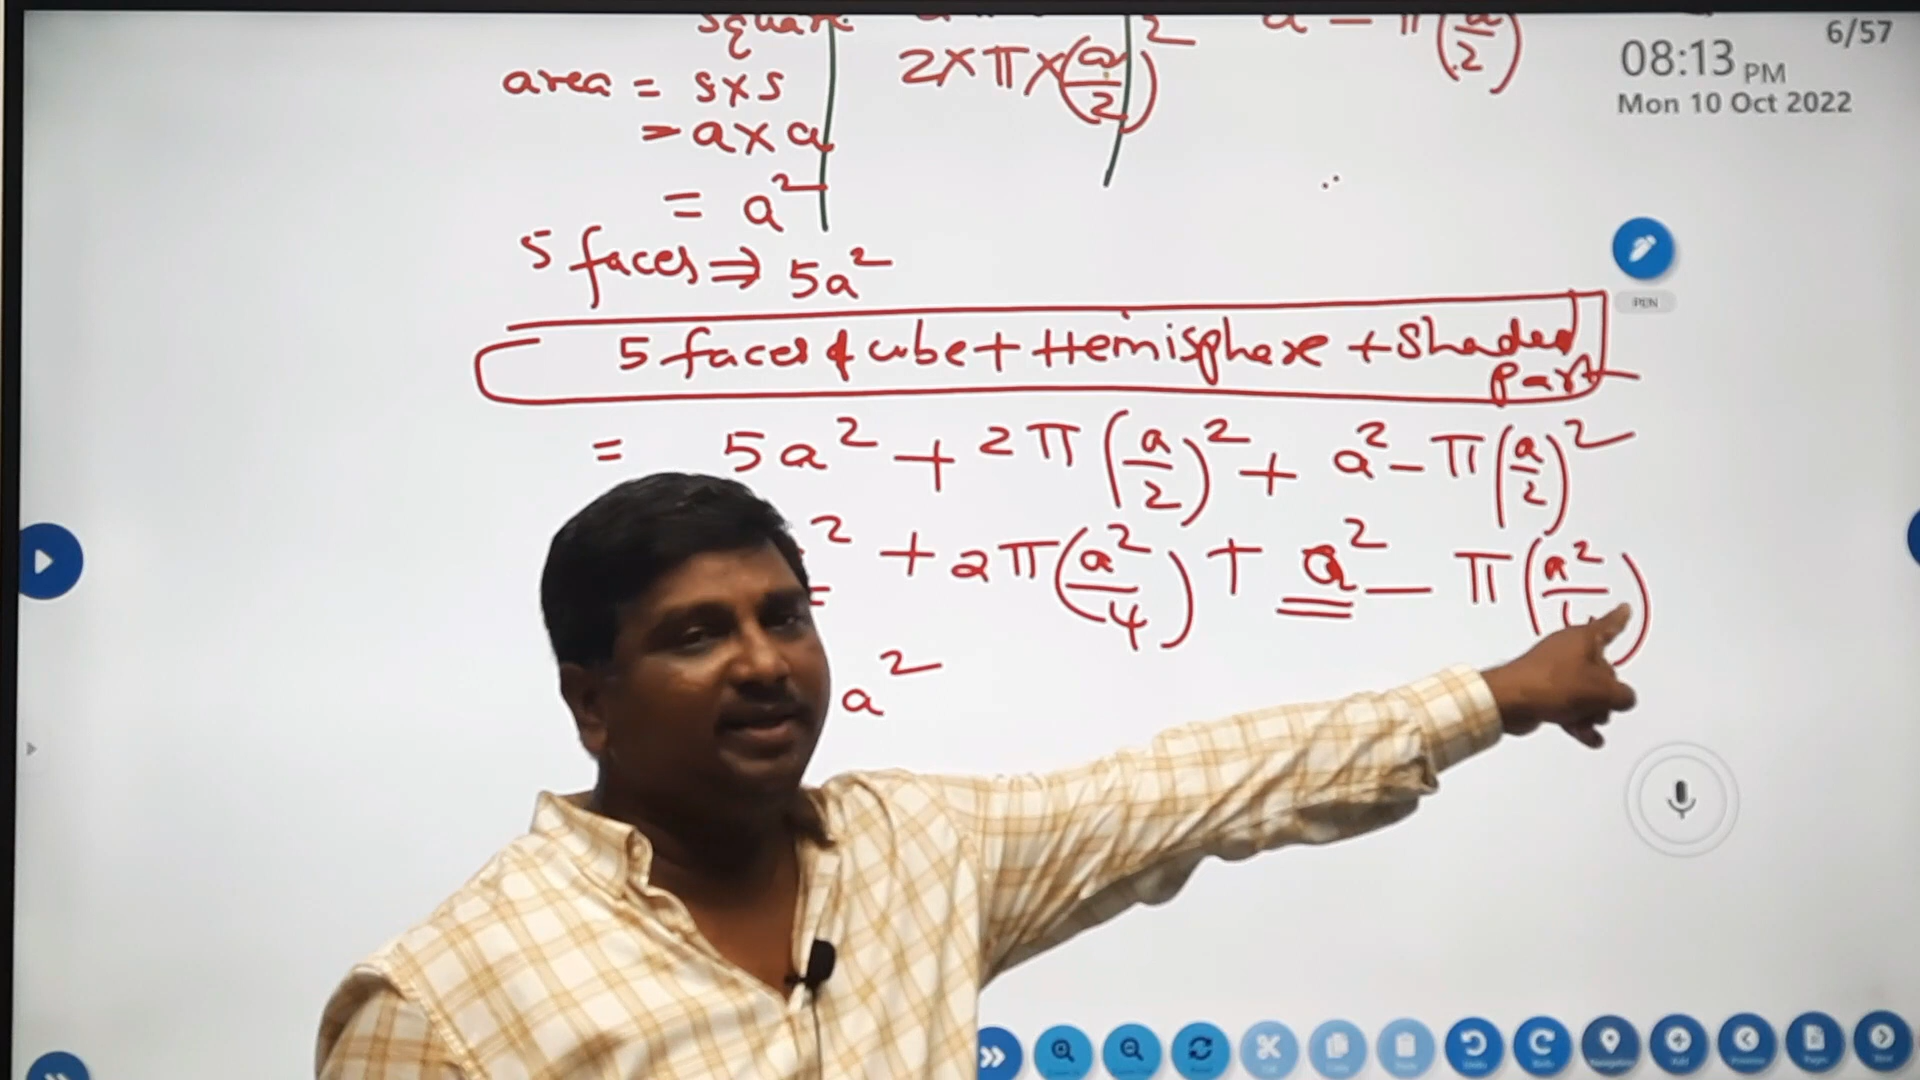 square
2×π×(a/2)²
a - π(a/2)
6/57
08:13 PM
Mon 10 Oct 2022
area = s×s
= a×a
= a²
5 faces ⇒ 5a²
PEN
5 faces of cube + Hemisphere + Shaded Part
= 5a² + 2π(a/2)² + a² - π(a/2)²
² + 2π(a²/4) + a² - π(a²/
a²